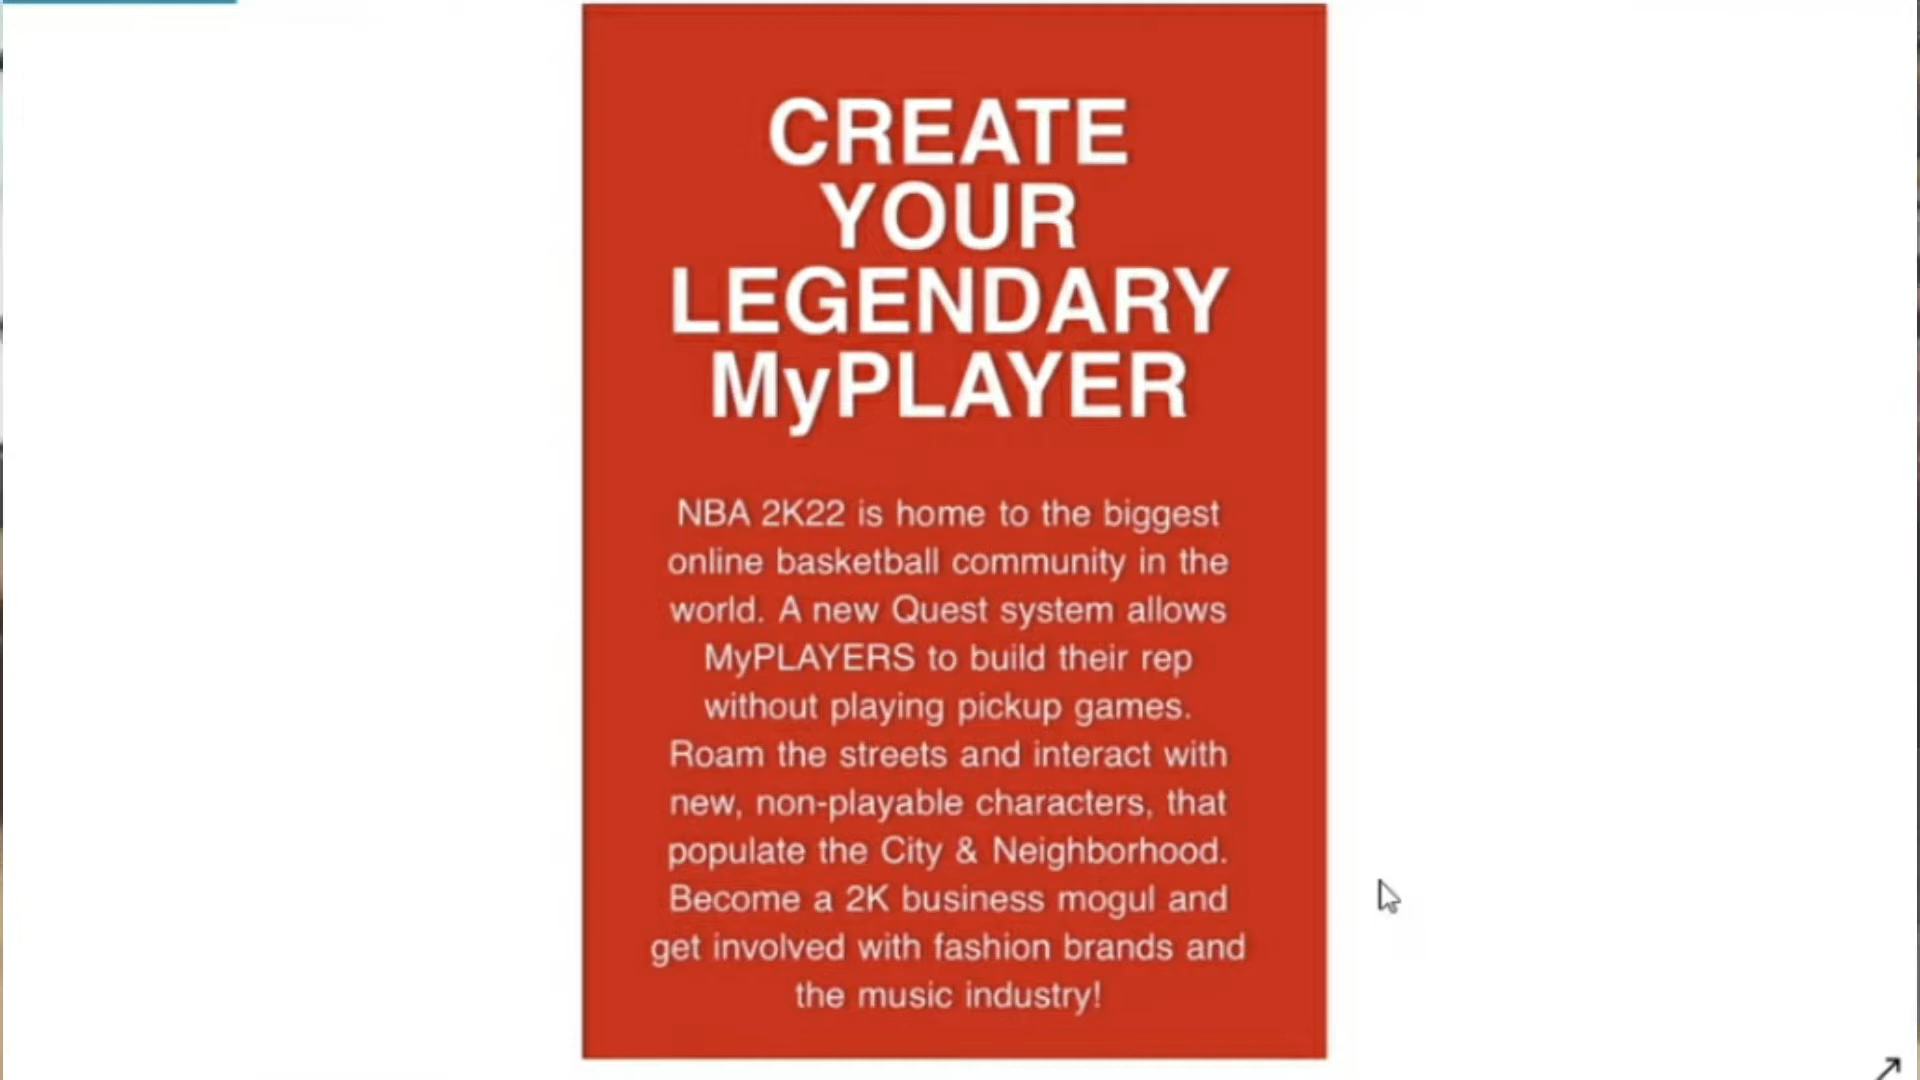 CREATE
YOUR
LEGENDARY
MyPLAYER
NBA 2K22 is home to the biggest
online basketball community in the
world. A new Quest system allows
MyPLAYERS to build their rep
without playing pickup games.
Roam the streets and interact with
new, non-playable characters, that
populate the City & Neighborhood.
Become a 2K business mogul and
get involved with fashion brands and
the music industry!